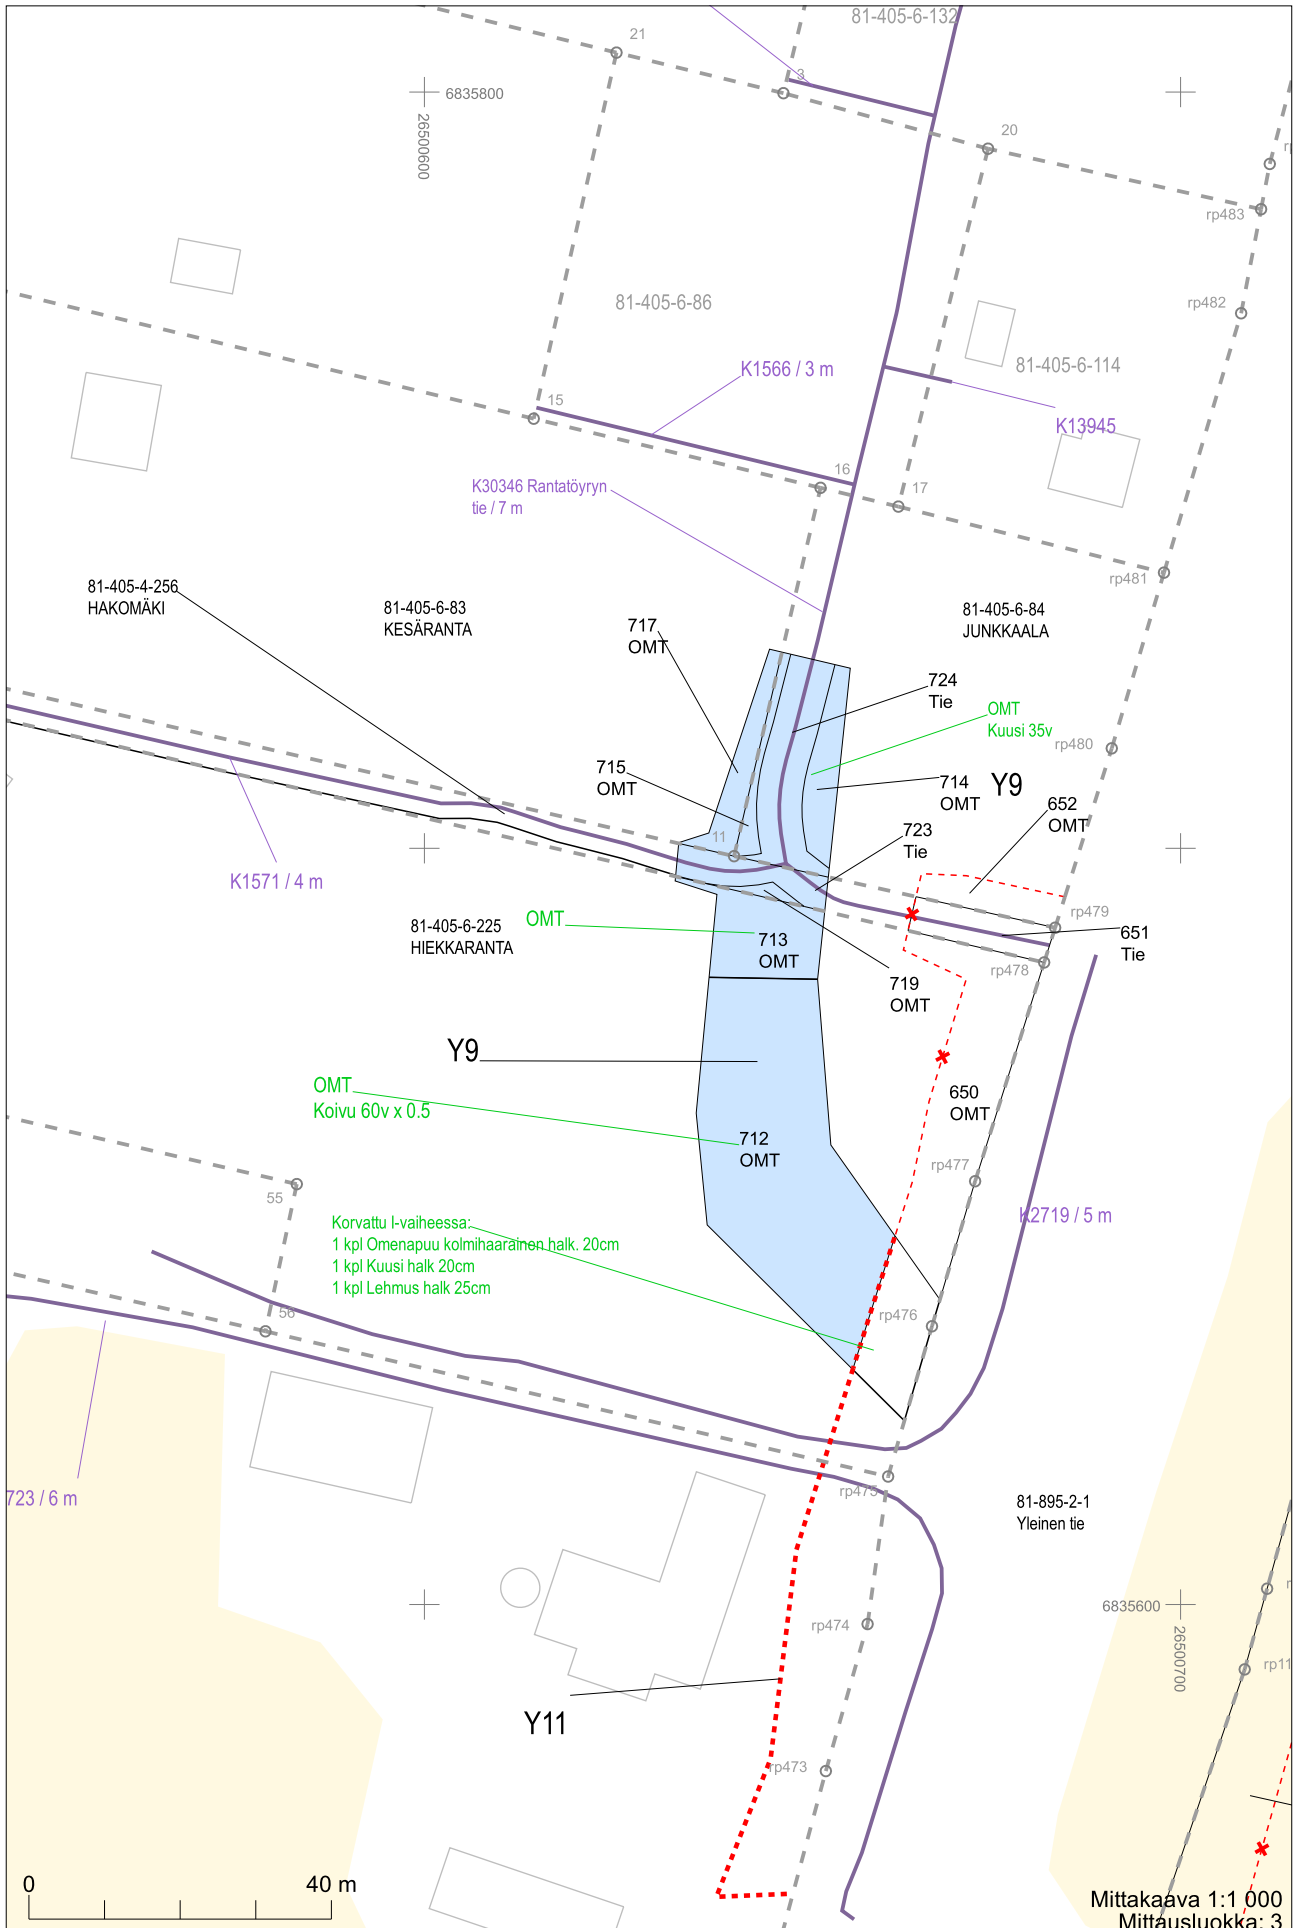 81-405-6-132
21
3
6835800
26500600
20
rp483
81-405-6-86
rp482
81-405-6-114
K1566 / 3 m
15
K13945
16
K30346 Rantatöyryn
tie / 7 m
17
rp481
81-405-4-256
HAKOMÄKI
81-405-6-83
KESÄRANTA
81-405-6-84
JUNKKAALA
717
OMT
724
Tie
OMT
Kuusi 35v
rp480
715
OMT
714
OMT
Y9
652
OMT
11
723
Tie
K1571 / 4 m
81-405-6-225
HIEKKARANTA
OMT
rp479
713
OMT
651
Tie
rp478
719
OMT
Y9
OMT
Koivu 60v x 0.5
650
OMT
712
OMT
rp477
55
Korvattu I-vaiheessa:
1 kpl Omenapuu kolmihaarainen halk. 20cm
1 kpl Kuusi halk 20cm
1 kpl Lehmus halk 25cm
K2719 / 5 m
56
rp476
723 / 6 m
rp475
81-895-2-1
Yleinen tie
6835600
26500700
rp474
rp11
Y11
rp473
0
40 m
Mittakaava 1:1 000
Mittausluokka: 3